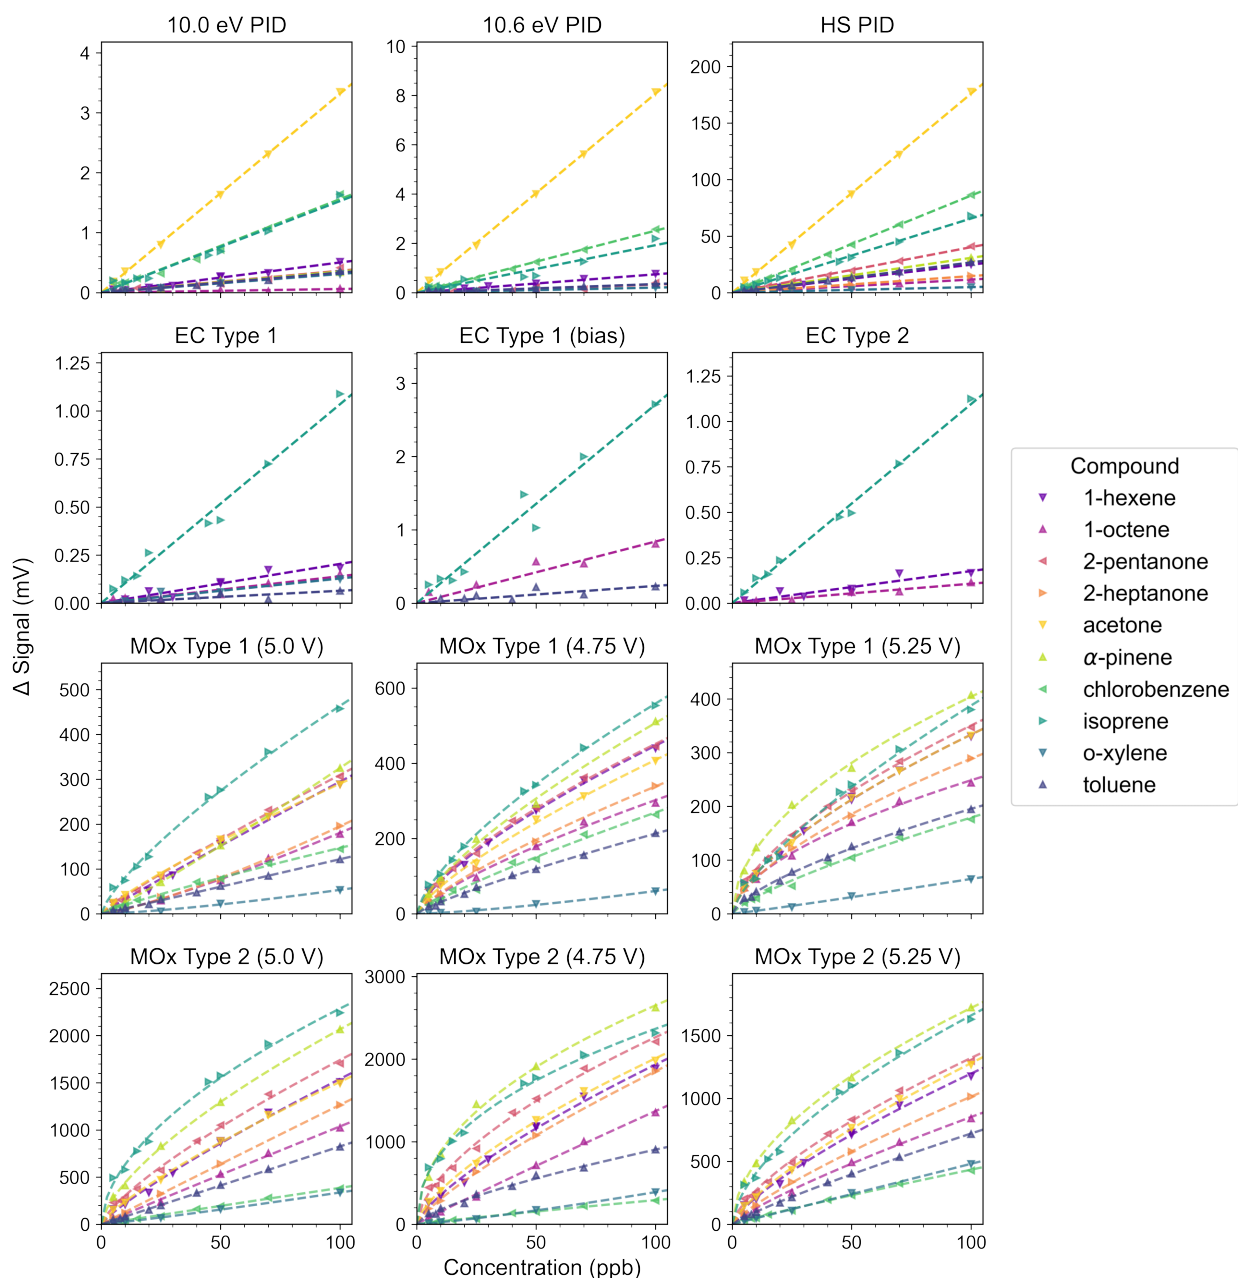 10.0 eV PID 10.6 eV PID HS PID
4 10 200
3 8 150
2 6 100
1 4 50
0 2 0
0
EC Type 1 EC Type 1 (bias) EC Type 2
1.25 3 1.25
1.00 2 1.00
0.75 1 0.75
0.50 0 0.50
0.25 0.25
0.00 0.00
Δ Signal (mV)
MOx Type 1 (5.0 V) MOx Type 1 (4.75 V) MOx Type 1 (5.25 V)
500 600 400
400 400 300
300 200 200
200 0 100
100 0
0
MOx Type 2 (5.0 V) MOx Type 2 (4.75 V) MOx Type 2 (5.25 V)
2500 3000 1500
2000 2000 1000
1500 1000 500
1000 0 0
500
0
0 50 100 0 50 100 0 50 100
Concentration (ppb)
Compound
1-hexene
1-octene
2-pentanone
2-heptanone
acetone
α-pinene
chlorobenzene
isoprene
o-xylene
toluene